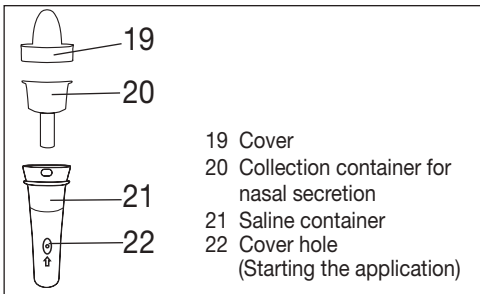 19
20
21
22
19 Cover
20 Collection container for
nasal secretion
21 Saline container
22 Cover hole
(Starting the application)